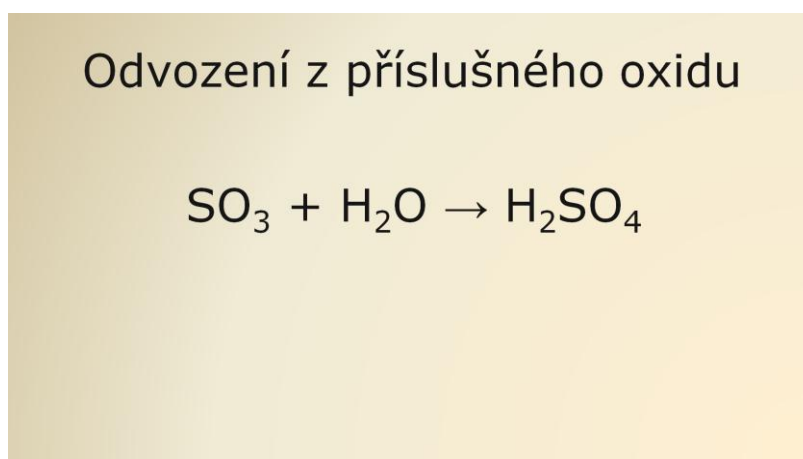 Odvození z příslušného oxidu
SO₃ + H₂O → H₂SO₄